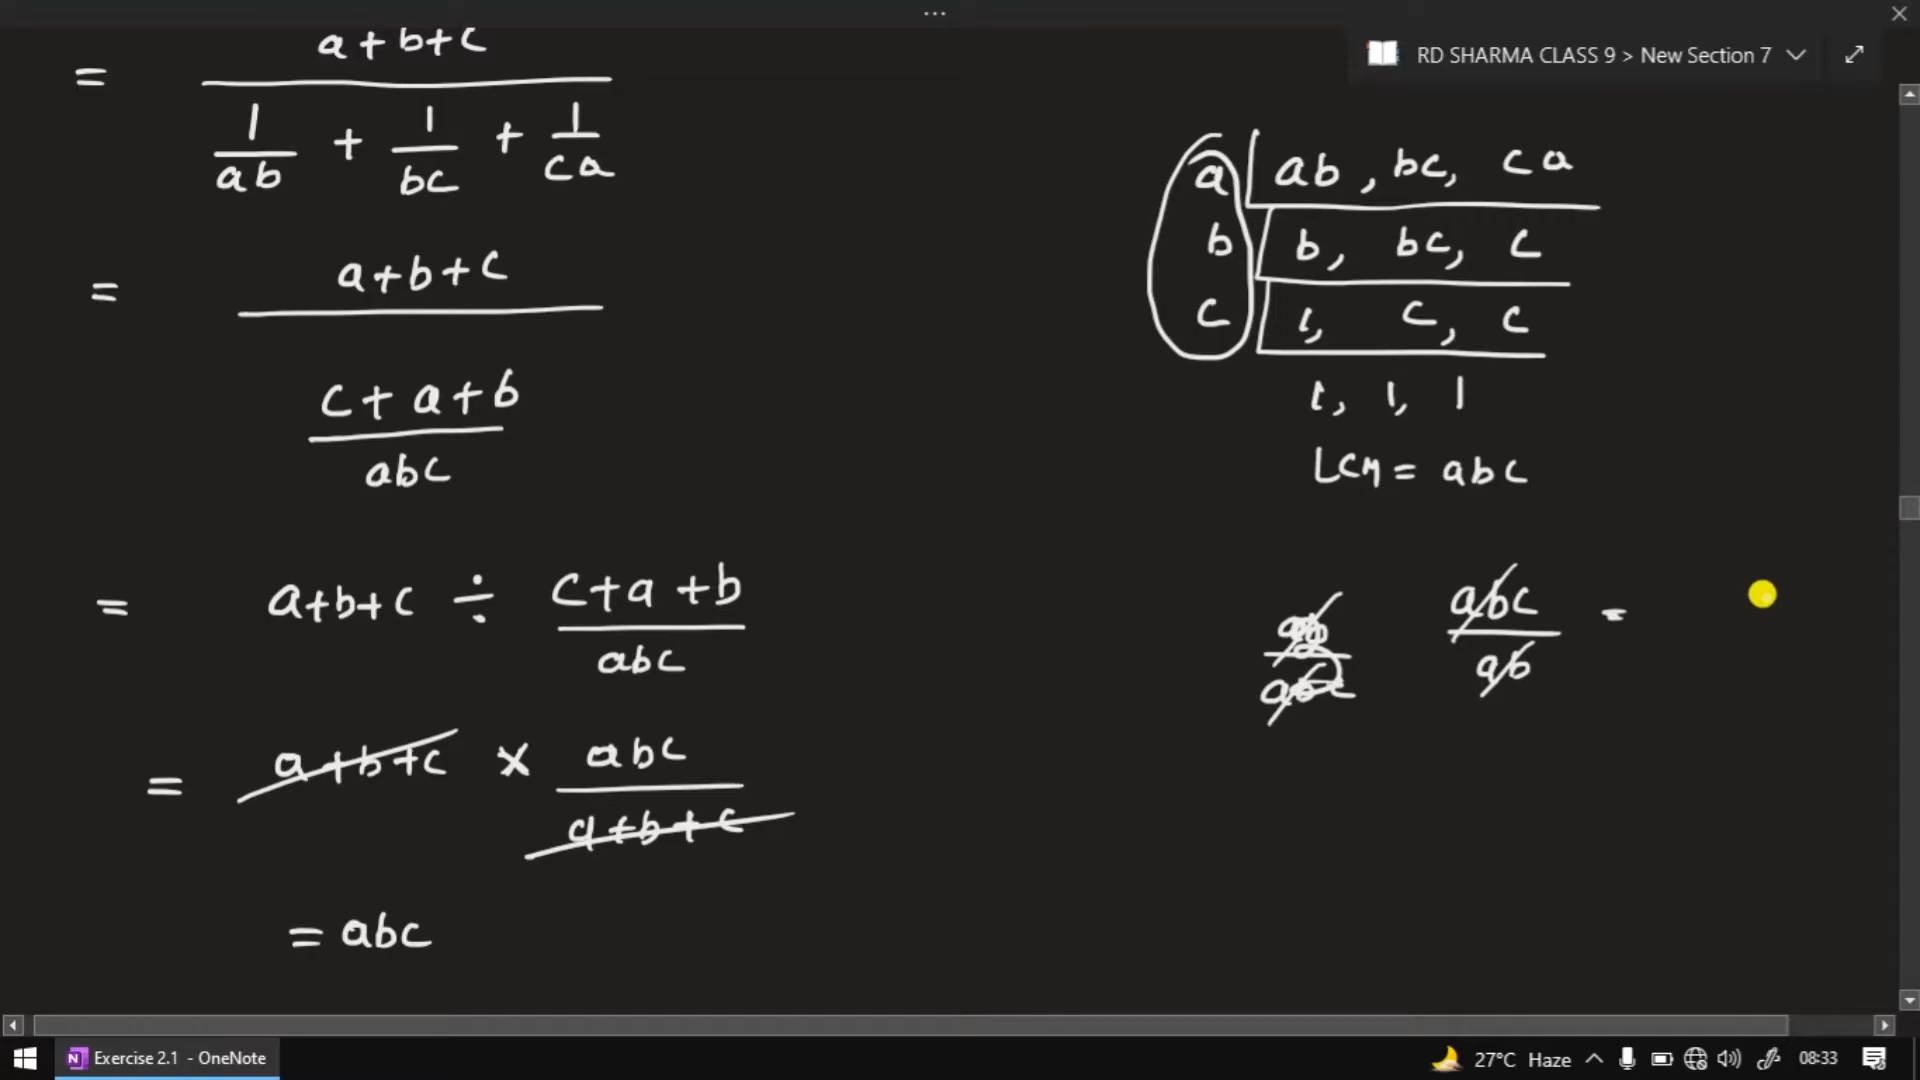 RD SHARMA CLASS 9 > New Section 7
a+b+c
=
1/ab + 1/bc + 1/ca
= a+b+c
c+a+b
abc
= a+b+c ÷ c+a+b
abc
= a+b+c × abc
a+b+c
= abc
a ab, bc, ca
b b, bc, c
c 1, c, c
1, 1, 1
LCM = abc
abc =
ab
Exercise 2.1 - OneNote
27°C Haze
08:33